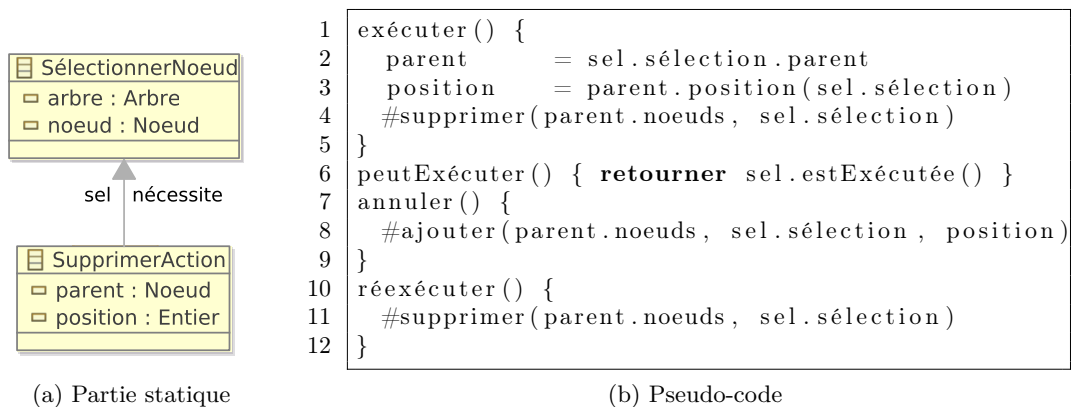 SélectionnerNoeud
arbre : Arbre
noeud : Noeud
sel nécessite
SupprimerAction
parent : Noeud
position : Entier
(a) Partie statique
1 exécuter() {
2 parent = sel.sélection.parent
3 position = parent.position(sel.sélection)
4 #supprimer(parent.noeuds, sel.sélection)
5 }
6 peutExécuter() { retourner sel.estExécutée() }
7 annuler() {
8 #ajouter(parent.noeuds, sel.sélection, position)
9 }
10 réexécuter() {
11 #supprimer(parent.noeuds, sel.sélection)
12 }
(b) Pseudo-code